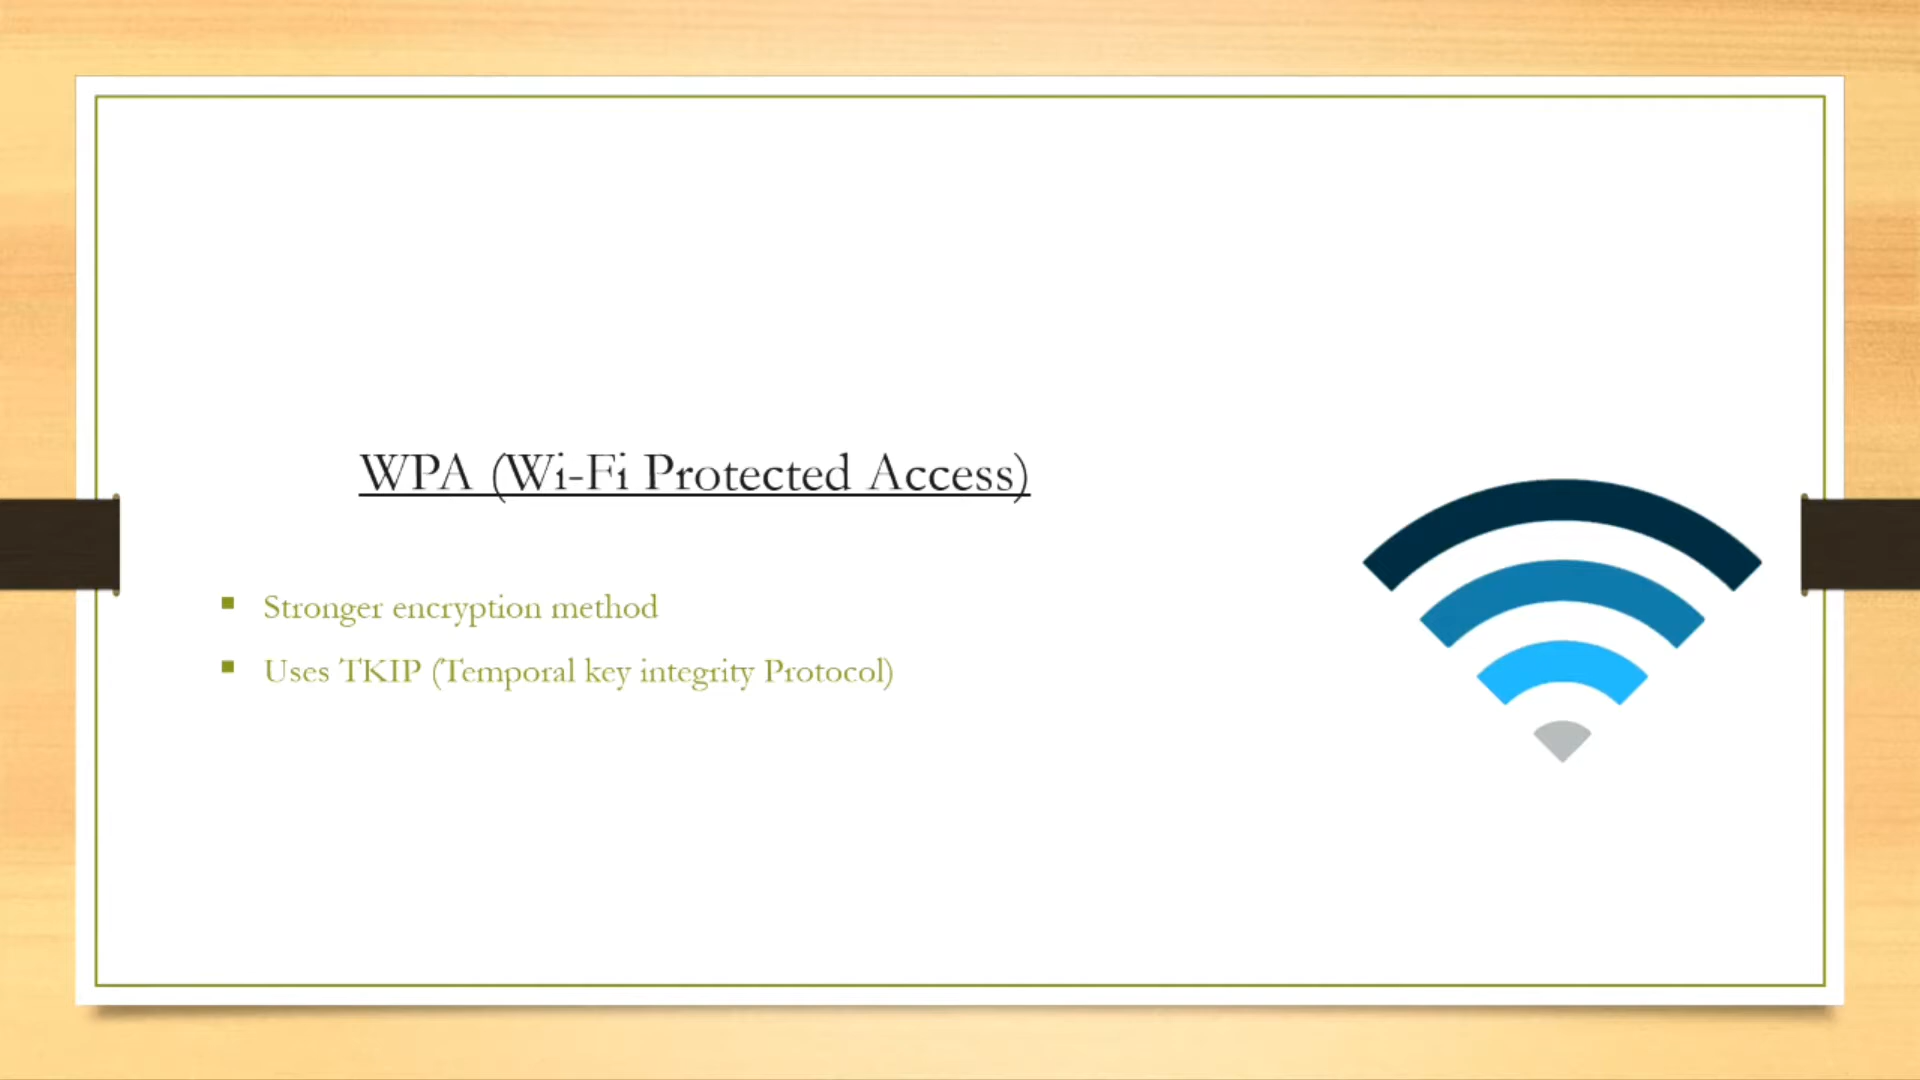 WPA (Wi-Fi Protected Access)
Stronger encryption method
Uses TKIP (Temporal key integrity Protocol)